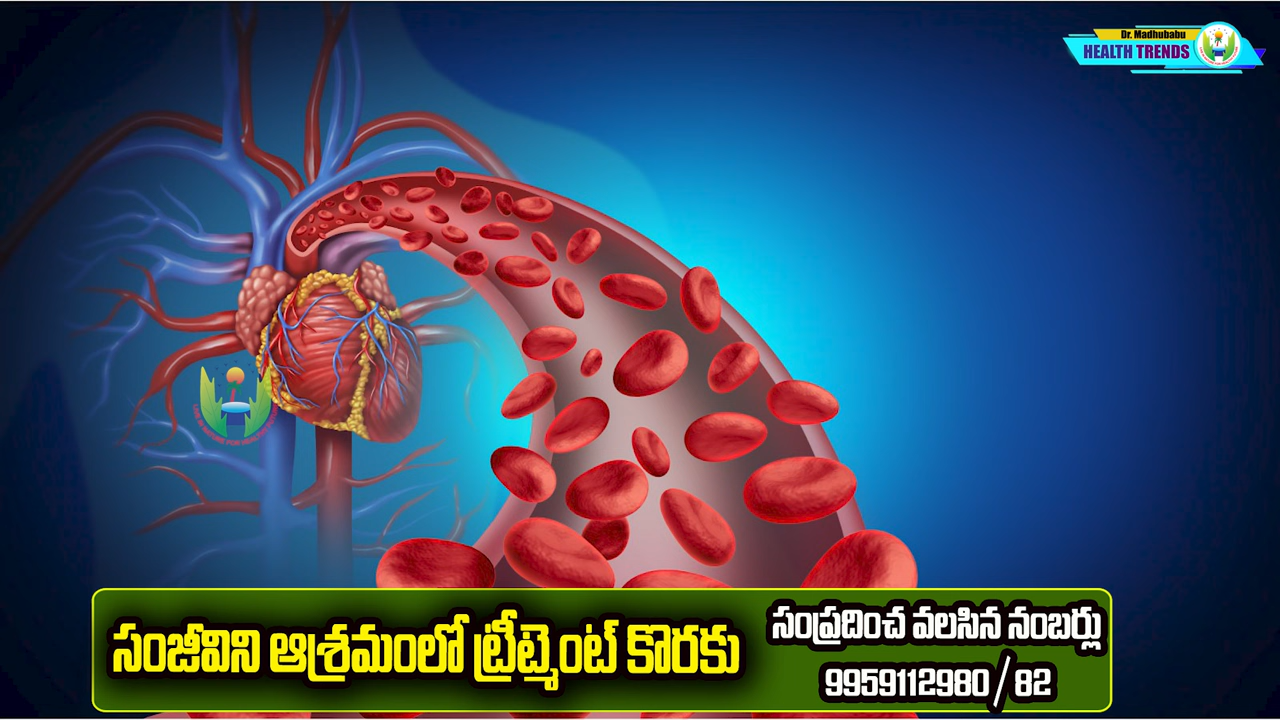 Dr. Madhubabu
HEALTH TRENDS
సంజీవిని ఆశ్రమంలో ట్రీట్మెంట్ కొరకు
సంప్రదించ వలసిన నంబర్లు
9959112980 / 82